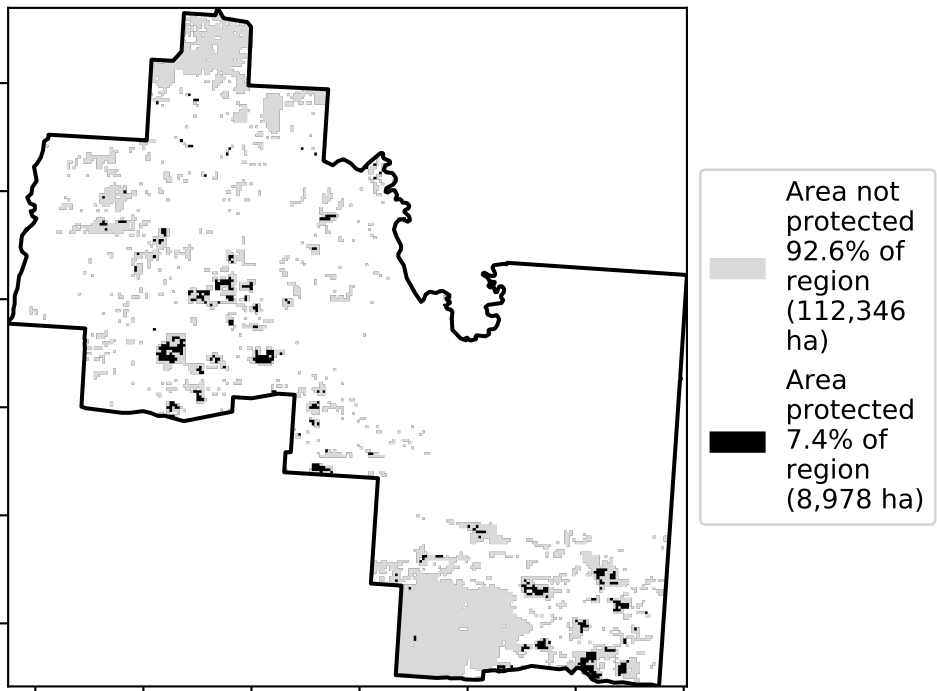 Area not
protected
92.6% of
region
(112,346
ha)
Area
protected
7.4% of
region
(8,978 ha)